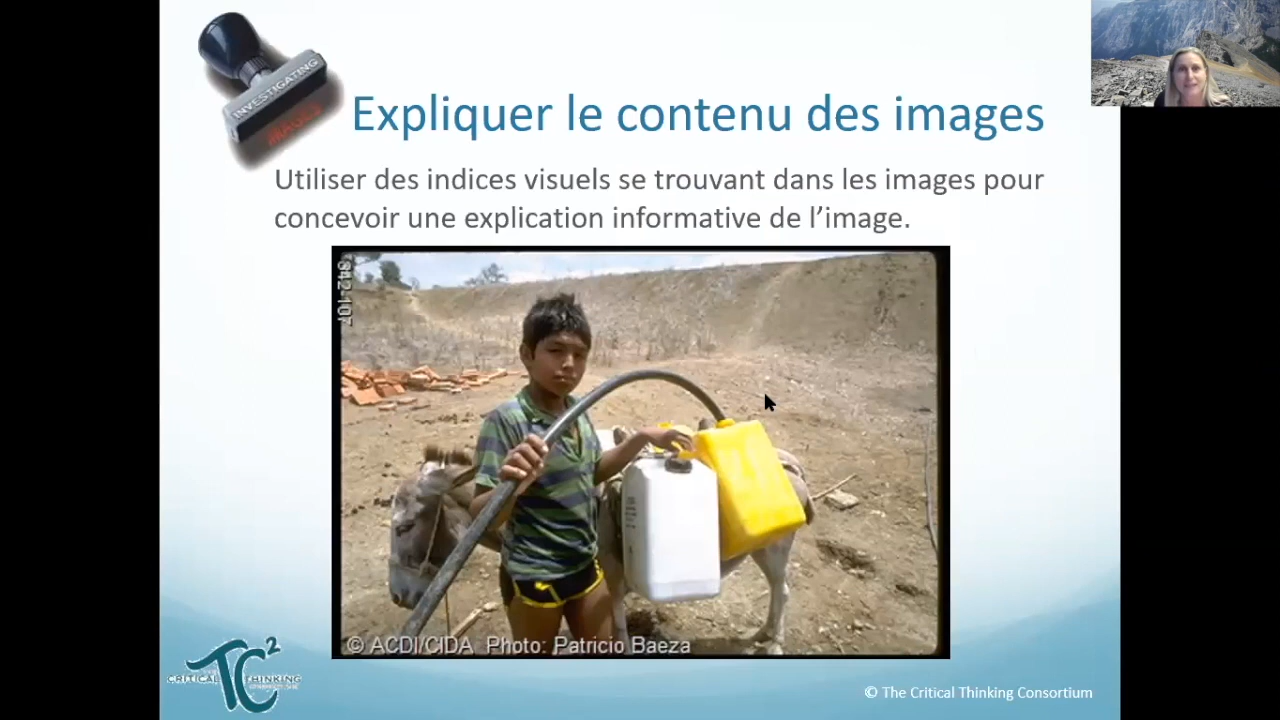 INVESTIGATING
IMAGES
Expliquer le contenu des images
Utiliser des indices visuels se trouvant dans les images pour
concevoir une explication informative de l’image.
842-107
© ACDI/CIDA Photo: Patricio Baeza
TC²
CRITICAL THINKING
© The Critical Thinking Consortium